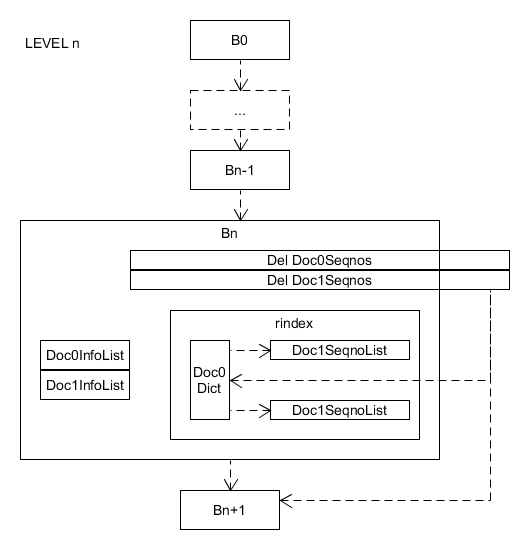 LEVEL n
B0
...
Bn-1
Bn
Del Doc0Seqnos
Del Doc1Seqnos
rindex
Doc0InfoList
Doc1InfoList
Doc0
Dict
Doc1SeqnoList
Doc1SeqnoList
Bn+1